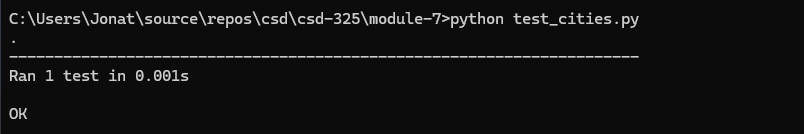 C:\Users\Jonat\source\repos\csd\csd-325\module-7>python test_cities.py
.
----------------------------------------------------------------------
Ran 1 test in 0.001s
OK